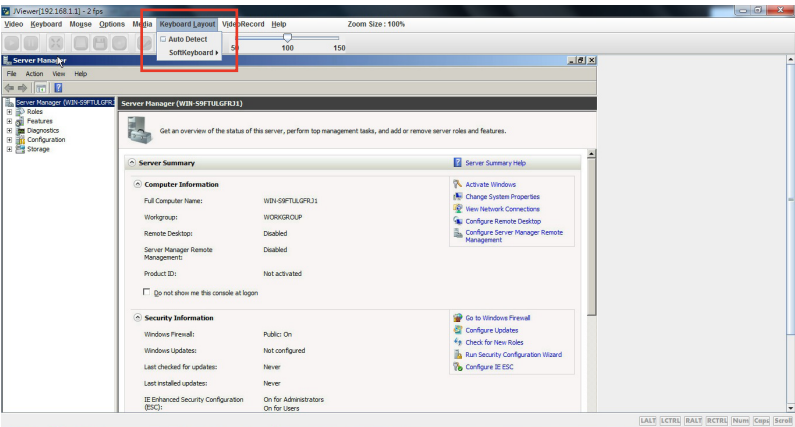 JViewer[192.168.1.1] - 2 fps
Video Keyboard Mouse Options Media Keyboard Layout VideoRecord Help Zoom Size : 100%
Auto Detect
SoftKeyboard
50 100 150
Server Manager
File Action View Help
Server Manager (WIN-S9FTULGFR
Roles
Features
Diagnostics
Configuration
Storage
Server Manager (WIN-S9FTULGFRJ1)
Get an overview of the status of this server, perform top management tasks, and add or remove server roles and features.
Server Summary
Server Summary Help
Computer Information
Full Computer Name: WIN-S9FTULGFRJ1
Workgroup: WORKGROUP
Remote Desktop: Disabled
Server Manager Remote
Management:
Disabled
Product ID: Not activated
Do not show me this console at logon
Activate Windows
Change System Properties
View Network Connections
Configure Remote Desktop
Configure Server Manager Remote
Management
Security Information
Windows Firewall: Public: On
Windows Updates: Not configured
Last checked for updates: Never
Last installed updates: Never
IE Enhanced Security Configuration
(ESC):
On for Administrators
On for Users
Go to Windows Firewall
Configure Updates
Check for New Roles
Run Security Configuration Wizard
Configure IE ESC
LALT LCTRL RALT RCTRL Num Caps Scroll